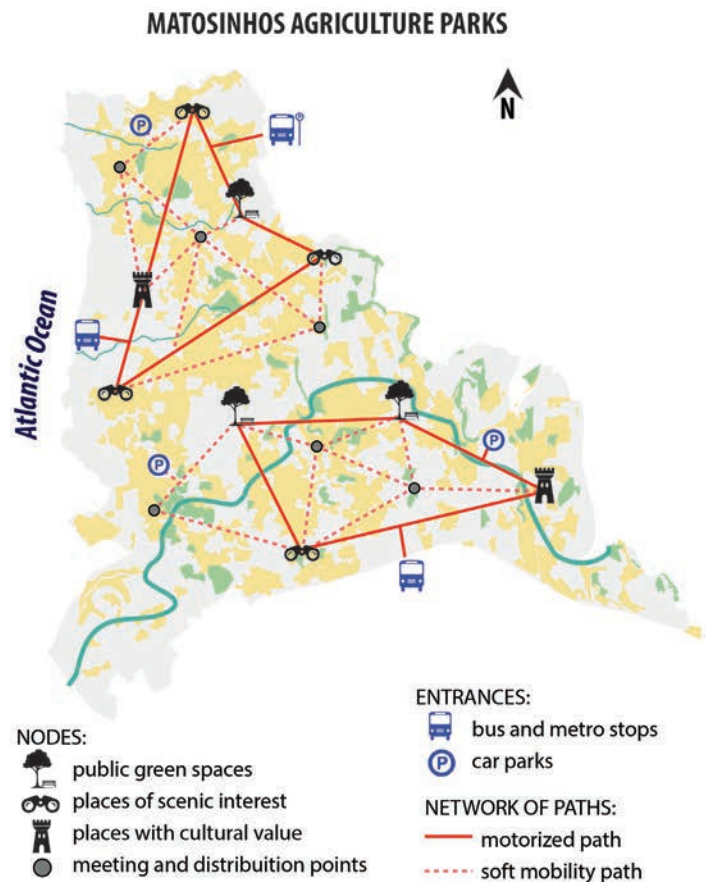 MATOSINHOS AGRICULTURE PARKS
N
P
Atlantic Ocean
P
P
NODES:
public green spaces
places of scenic interest
places with cultural value
meeting and distribuition points
ENTRANCES:
bus and metro stops
P car parks
NETWORK OF PATHS:
motorized path
soft mobility path